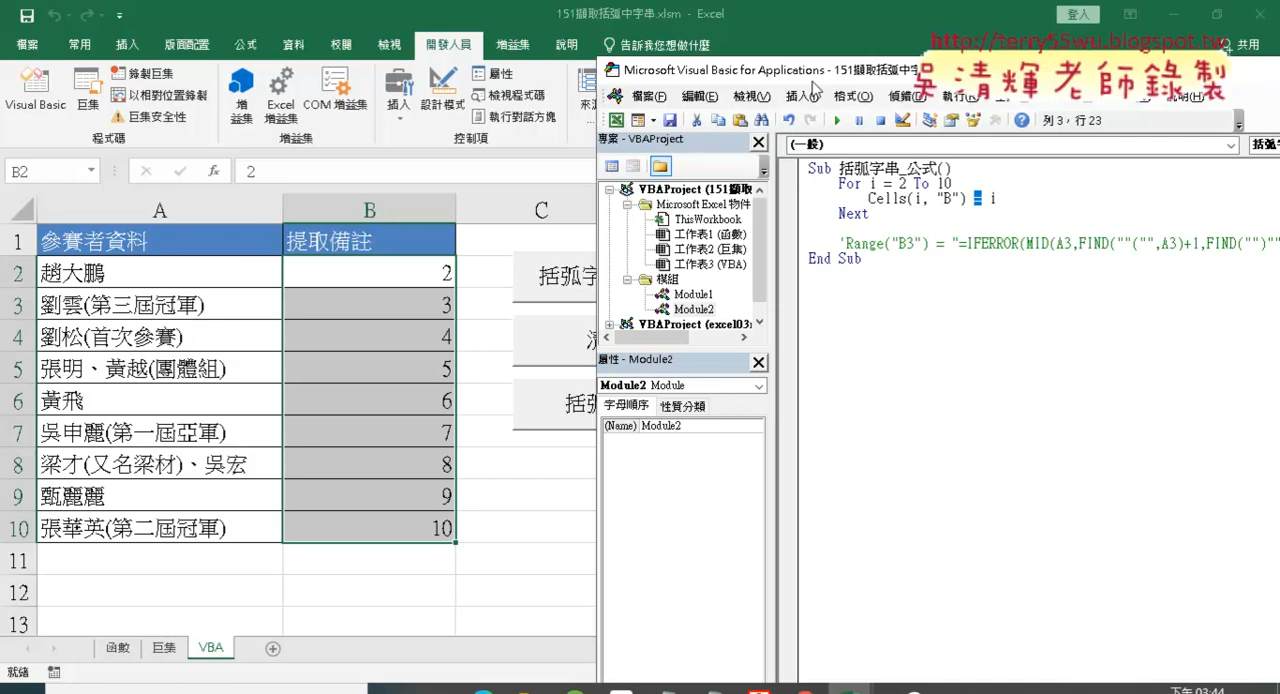 151擷取括弧中字串.xlsm - Excel
登入
檔案 常用 插入 版面配置 公式 資料 校閱 檢視 開發人員 增益集 說明 告訴我您想做什麼
共用
http://terry55wu.blogspot.tw
吳清輝老師錄製
Visual Basic
巨集
錄製巨集
以相對位置錄製
巨集安全性
程式碼
增益集
Excel 增益集
COM 增益集
增益集
插入
設計模式
屬性
檢視程式碼
執行對話方塊
控制項
B2
fx
2
A B C
1 參賽者資料 提取備註
2 趙大鵬 2
3 劉雲(第三屆冠軍) 3
4 劉松(首次參賽) 4
5 張明、黃越(團體組) 5
6 黃飛 6
7 吳申麗(第一屆亞軍) 7
8 梁才(又名梁材)、吳宏 8
9 甄麗麗 9
10 張華英(第二屆冠軍) 10
11
12
13
括弧字
括弧
函數 巨集 VBA
就緒
Microsoft Visual Basic for Applications - 151擷取括弧中字
檔案(F) 編輯(E) 檢視(V) 插入(I) 格式(O) 偵錯(D) 執行(R)
列 3，行 23
專案 - VBAProject
VBAProject (151擷取
Microsoft Excel 物件
ThisWorkbook
工作表1 (函數)
工作表2 (巨集)
工作表3 (VBA)
模組
Module1
Module2
VBAProject (excel03
屬性 - Module2
Module2 Module
字母順序 性質分類
(Name) Module2
(一般)
括弧字
Sub 括弧字串_公式()
For i = 2 To 10
Cells(i, "B") = i
Next
'Range("B3") = "=IFERROR(MID(A3,FIND(""("",A3)+1,FIND("")""
End Sub
下午 03:44